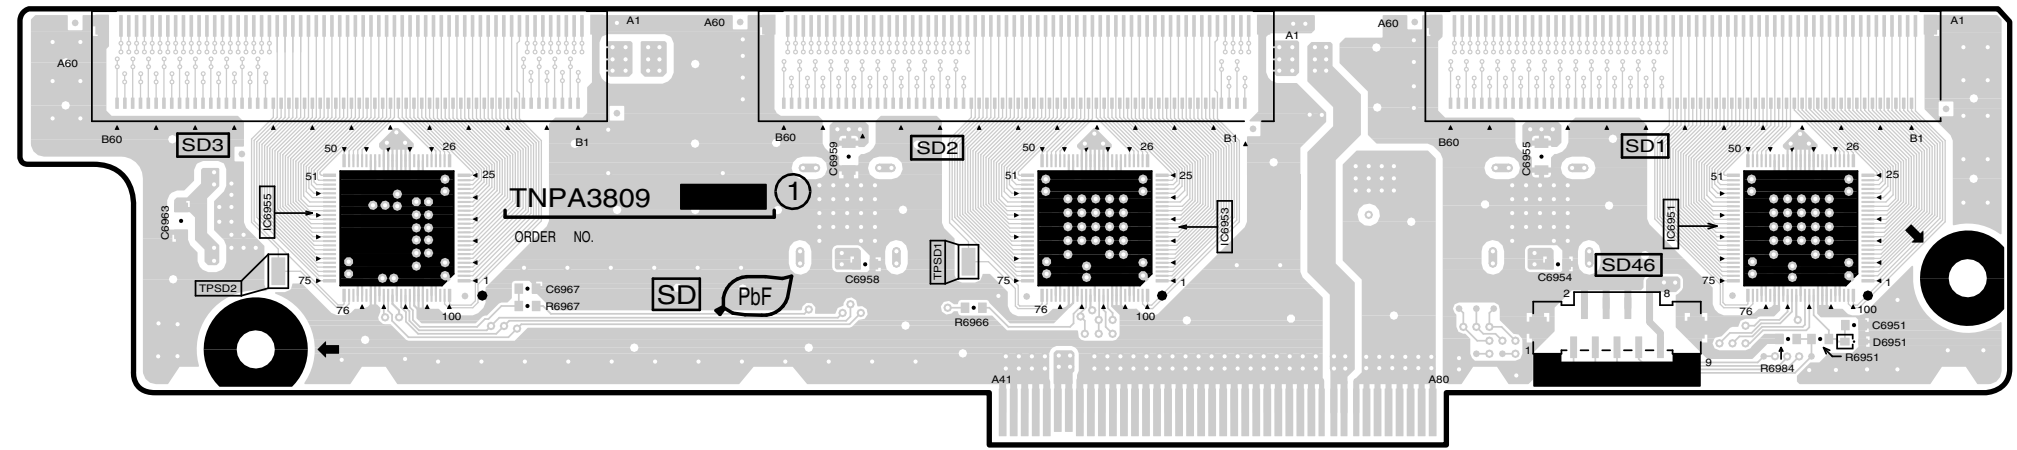 A1
A60
A1
A60
A1
A60
B60
SD3
B1
B60
C6959
SD2
B1
B60
C6955
SD1
B1
50
26
51
25
IC6955
C6963
75
1
76
100
TPSD2
TNPA3809
1
ORDER NO.
C6967
R6967
SD
PbF
C6958
50
26
51
25
IC6953
TPSD1
75
1
76
100
R6966
50
26
51
25
IC6951
75
1
76
100
C6954
SD46
2
8
1
9
C6951
D6951
R6951
R6984
A41
A80